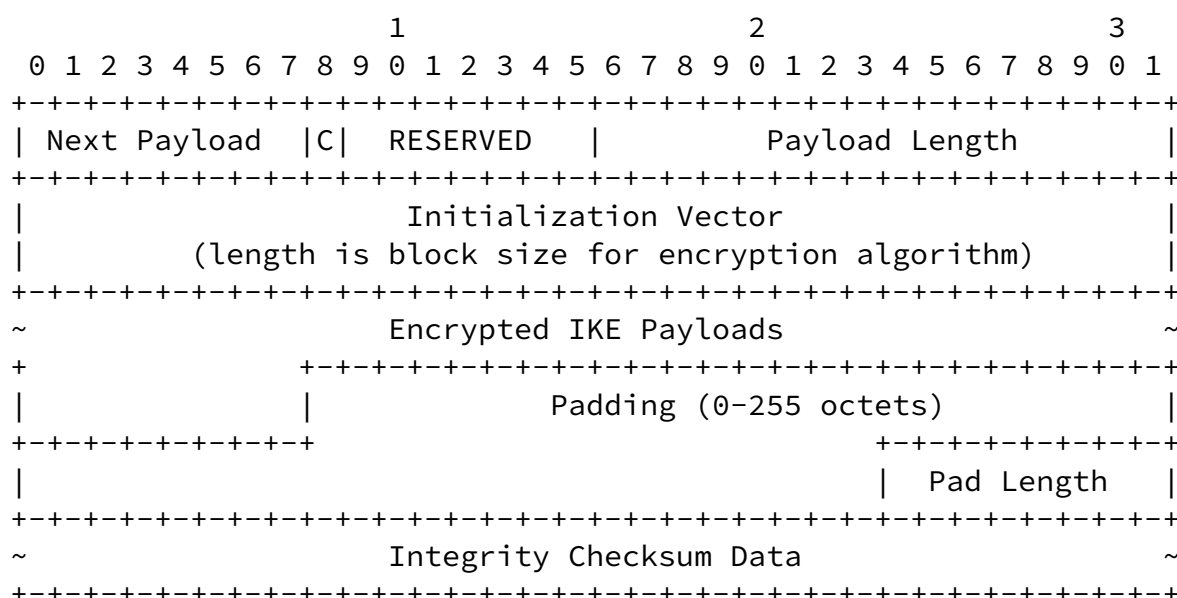 1                   2                   3
 0 1 2 3 4 5 6 7 8 9 0 1 2 3 4 5 6 7 8 9 0 1 2 3 4 5 6 7 8 9 0 1
+-+-+-+-+-+-+-+-+-+-+-+-+-+-+-+-+-+-+-+-+-+-+-+-+-+-+-+-+-+-+-+-+
| Next Payload  |C|  RESERVED   |         Payload Length        |
+-+-+-+-+-+-+-+-+-+-+-+-+-+-+-+-+-+-+-+-+-+-+-+-+-+-+-+-+-+-+-+-+
|                     Initialization Vector                     |
|         (length is block size for encryption algorithm)       |
+-+-+-+-+-+-+-+-+-+-+-+-+-+-+-+-+-+-+-+-+-+-+-+-+-+-+-+-+-+-+-+-+
~                    Encrypted IKE Payloads                     ~
+               +-+-+-+-+-+-+-+-+-+-+-+-+-+-+-+-+-+-+-+-+-+-+-+-+
|               |             Padding (0-255 octets)            |
+-+-+-+-+-+-+-+-+                               +-+-+-+-+-+-+-+-+
|                                               |  Pad Length   |
+-+-+-+-+-+-+-+-+-+-+-+-+-+-+-+-+-+-+-+-+-+-+-+-+-+-+-+-+-+-+-+-+
~                    Integrity Checksum Data                    ~
+-+-+-+-+-+-+-+-+-+-+-+-+-+-+-+-+-+-+-+-+-+-+-+-+-+-+-+-+-+-+-+-+